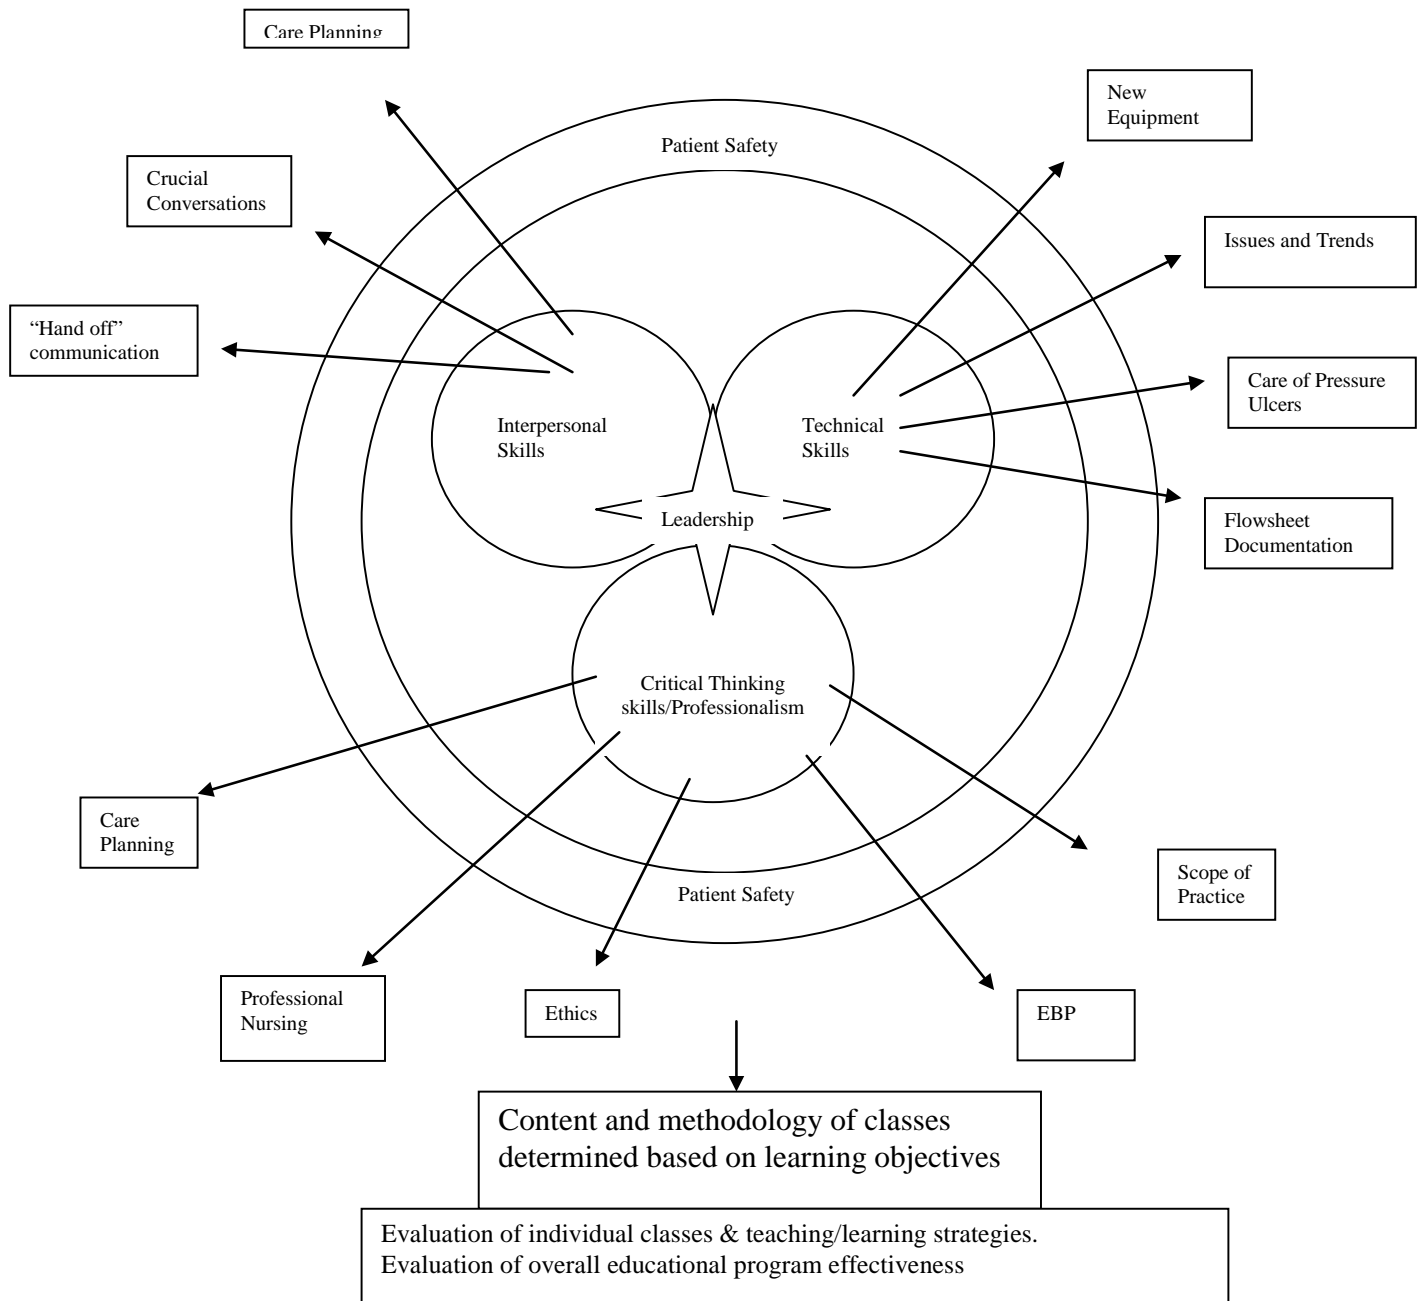 Care Planning
New
Equipment
Patient Safety
Crucial
Conversations
Issues and Trends
“Hand off”
communication
Care of Pressure
Ulcers
Interpersonal
Skills
Technical
Skills
Flowsheet
Documentation
Leadership
Critical Thinking
skills/Professionalism
Care
Planning
Scope of
Practice
Patient Safety
Professional
Nursing
Ethics
EBP
Content and methodology of classes
determined based on learning objectives
Evaluation of individual classes & teaching/learning strategies.
Evaluation of overall educational program effectiveness